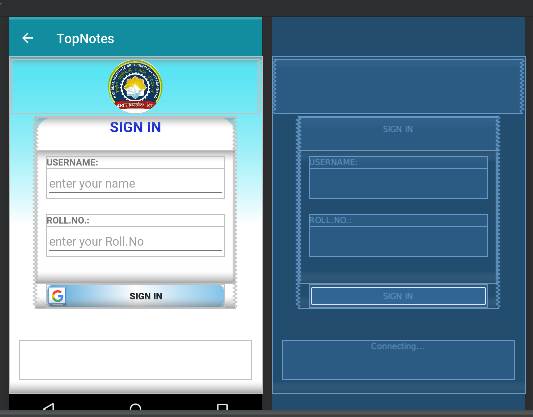 TopNotes
SIGN IN
USERNAME:
enter your name
ROLL.NO.:
enter your Roll.No
SIGN IN
SIGN IN
USERNAME:
ROLL.NO.:
SIGN IN
Connecting...